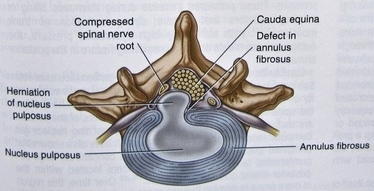 Compressed
spinal nerve
root
Cauda equina
Defect in
annulus
fibrosus
Herniation
of nucleus
pulposus
Nucleus pulposus
Annulus fibrosus